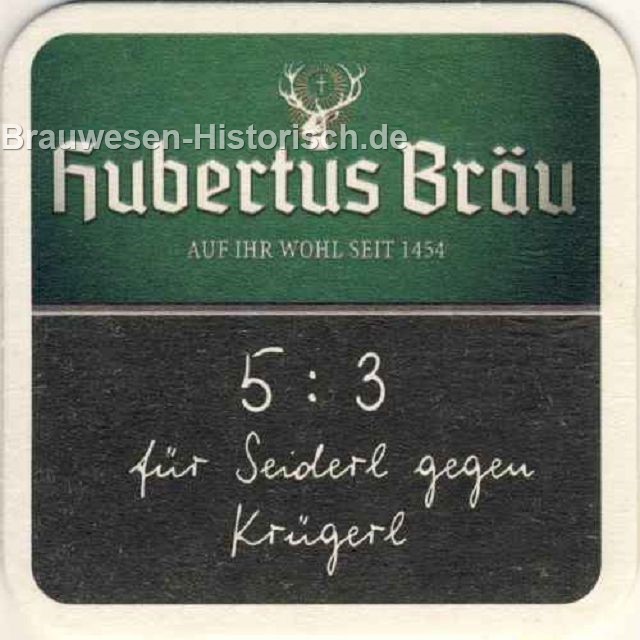 Brauwesen-Historisch.de
Hubertus Bräu
AUF IHR WOHL SEIT 1454
5 : 3
für Seiderl gegen
Krügerl